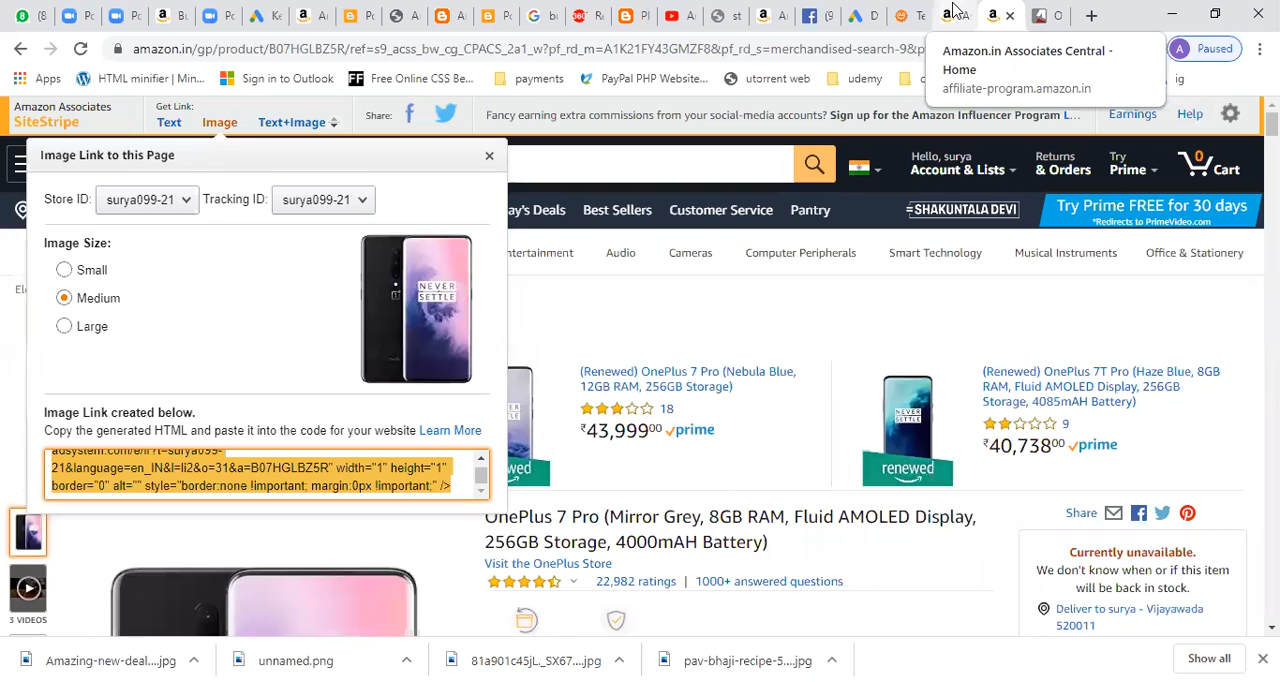 amazon.in/gp/product/B07HGLBZ5R/ref=s9_acss_bw_cg_CPACS_2a1_w?pf_rd_m=A1K21FY43GMZF8&pf_rd_s=merchandised-search-9&p
A Paused
Amazon.in Associates Central -
Home
affiliate-program.amazon.in
Apps
HTML minifier | Min...
Sign in to Outlook
FF Free Online CSS Be...
payments
PayPal PHP Website...
utorrent web
udemy
ig
Amazon Associates
SiteStripe
Get Link:
Text
Image
Text+Image
Share:
Fancy earning extra commissions from your social-media accounts? Sign up for the Amazon Influencer Program L...
Earnings
Help
Image Link to this Page
Store ID: surya099-21
Tracking ID: surya099-21
Image Size:
Small
Medium
Large
NEVER
SETTLE
Image Link created below.
Copy the generated HTML and paste it into the code for your website Learn More
adsystem.com/e/ir?t=surya099-
21&language=en_IN&l=li2&o=31&a=B07HGLBZ5R" width="1" height="1"
border="0" alt="" style="border:none !important; margin:0px !important;" />
Hello, surya
Account & Lists
Returns
& Orders
Try
Prime
0
Cart
ay's Deals
Best Sellers
Customer Service
Pantry
SHAKUNTALA DEVI
Try Prime FREE for 30 days
*Redirects to PrimeVideo.com
ntertainment
Audio
Cameras
Computer Peripherals
Smart Technology
Musical Instruments
Office & Stationery
(Renewed) OnePlus 7 Pro (Nebula Blue,
12GB RAM, 256GB Storage)
18
₹43,999⁰⁰ prime
wed
(Renewed) OnePlus 7T Pro (Haze Blue, 8GB
RAM, Fluid AMOLED Display, 256GB
Storage, 4085mAH Battery)
9
₹40,738⁰⁰ prime
renewed
OnePlus 7 Pro (Mirror Grey, 8GB RAM, Fluid AMOLED Display,
256GB Storage, 4000mAH Battery)
Visit the OnePlus Store
22,982 ratings | 1000+ answered questions
3 VIDEOS
Share
Currently unavailable.
We don't know when or if this item
will be back in stock.
Deliver to surya - Vijayawada
520011
Amazing-new-deal....jpg
unnamed.png
81a901c45jL._SX67....jpg
pav-bhaji-recipe-5....jpg
Show all